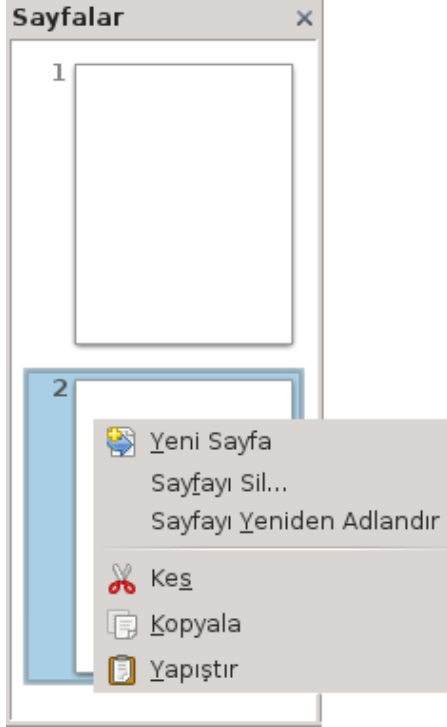 Sayfalar
1
2
Yeni Sayfa
Sayfayı Sil...
Sayfayı Yeniden Adlandır
Kes
Kopyala
Yapıştır